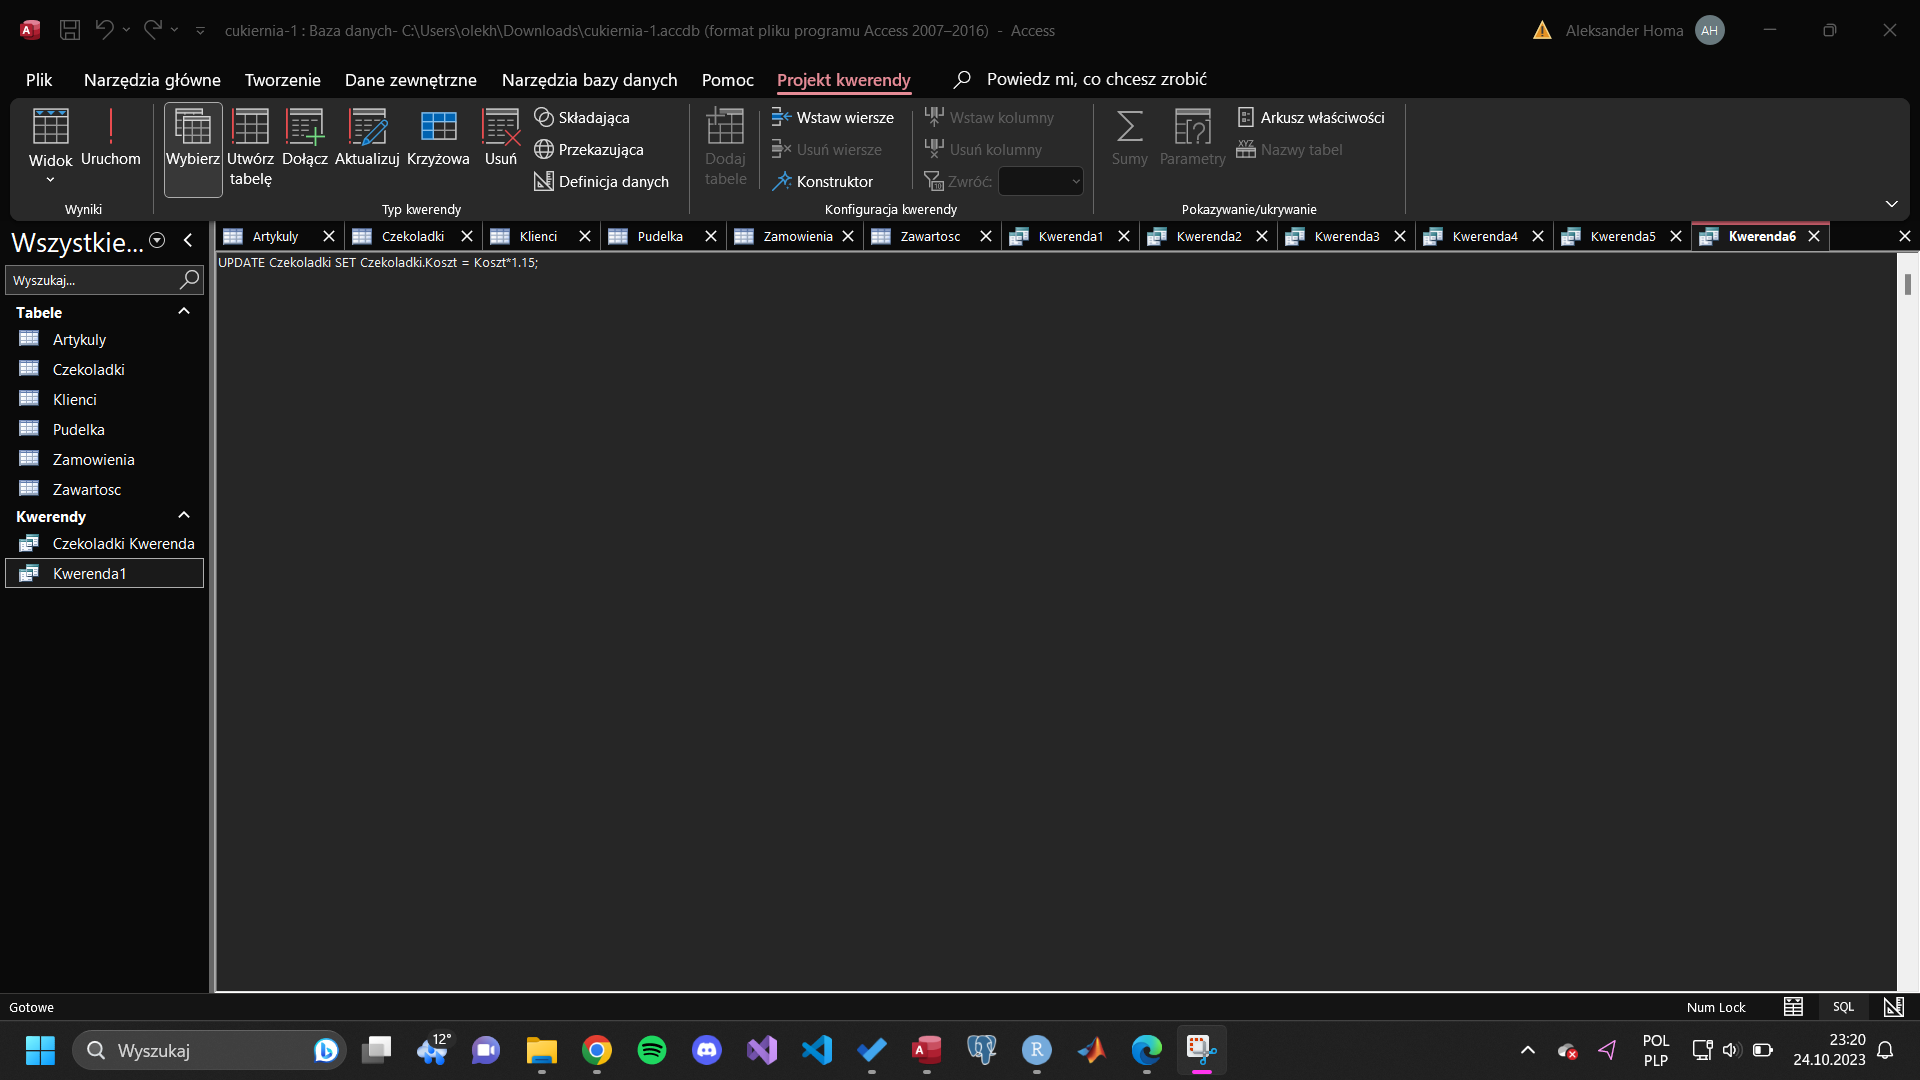 cukiernia-1 : Baza danych- C:\Users\olekh\Downloads\cukiernia-1.accdb (format pliku programu Access 2007–2016) - Access
Aleksander Homa
AH
Plik
Narzędzia główne
Tworzenie
Dane zewnętrzne
Narzędzia bazy danych
Pomoc
Projekt kwerendy
Powiedz mi, co chcesz zrobić
Widok
Uruchom
Wyniki
Wybierz
Utwórz tabelę
Dołącz
Aktualizuj
Krzyżowa
Usuń
Składająca
Przekazująca
Definicja danych
Typ kwerendy
Dodaj tabele
Wstaw wiersze
Usuń wiersze
Konstruktor
Wstaw kolumny
Usuń kolumny
Zwróć:
Konfiguracja kwerendy
Sumy
Parametry
Arkusz właściwości
Nazwy tabel
Pokazywanie/ukrywanie
Wszystkie...
Wyszukaj...
Tabele
Artykuly
Czekoladki
Klienci
Pudelka
Zamowienia
Zawartosc
Kwerendy
Czekoladki Kwerenda
Kwerenda1
Artykuly
Czekoladki
Klienci
Pudelka
Zamowienia
Zawartosc
Kwerenda1
Kwerenda2
Kwerenda3
Kwerenda4
Kwerenda5
Kwerenda6
UPDATE Czekoladki SET Czekoladki.Koszt = Koszt*1.15;
Gotowe
Num Lock
SQL
Wyszukaj
12°
POL
PLP
23:20
24.10.2023